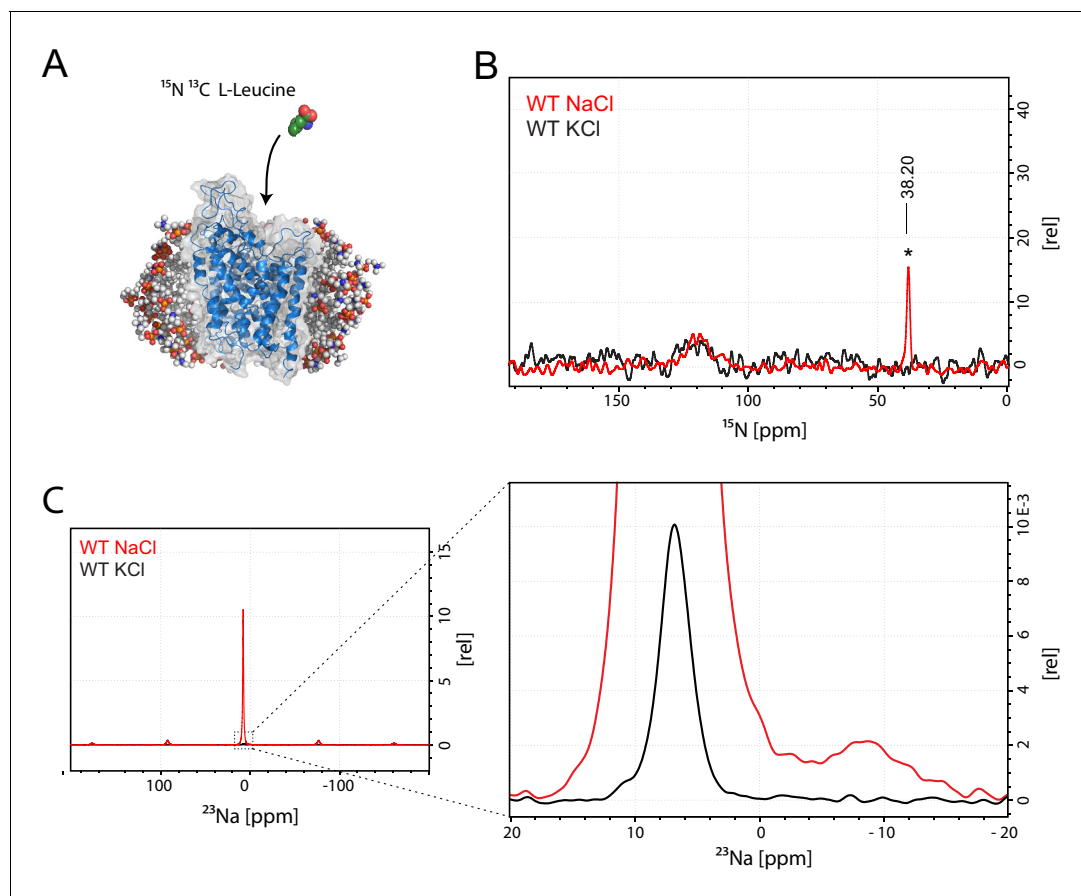 A
¹⁵N ¹³C L-Leucine
B
WT NaCl
WT KCl
38.20
*
40
30
20
10
0
[rel]
150
100
50
0
¹⁵N [ppm]
C
WT NaCl
WT KCl
15
10
5
0
[rel]
100
0
-100
²³Na [ppm]
10 E-3
8
6
4
2
0
[rel]
20
10
0
- 10
- 20
²³Na [ppm]